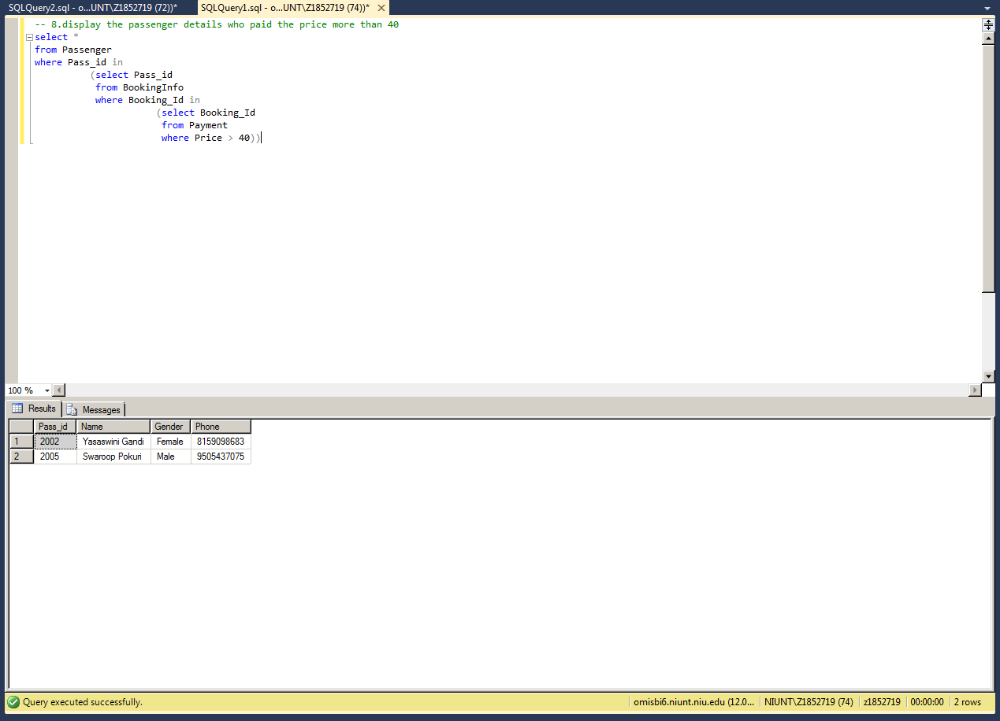 SQLQuery2.sql - o...UNT\Z1852719 (72))* SQLQuery1.sql - o...UNT\Z1852719 (74))*
-- 8.display the passenger details who paid the price more than 40
select *
from Passenger
where Pass_id in
(select Pass_id
from BookingInfo
where Booking_Id in
(select Booking_Id
from Payment
where Price > 40))
100 %
Results Messages
Pass_id Name Gender Phone
1 2002 Yasaswini Gandi Female 8159098683
2 2005 Swaroop Pokuri Male 9505437075
Query executed successfully. omisbi6.niunt.niu.edu (12.0... NIUNT\Z1852719 (74) z1852719 00:00:00 2 rows